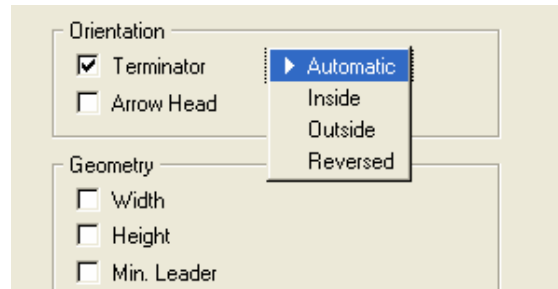 Orientation
Terminator
Automatic
Arrow Head
Inside
Outside
Reversed
Geometry
Width
Height
Min. Leader